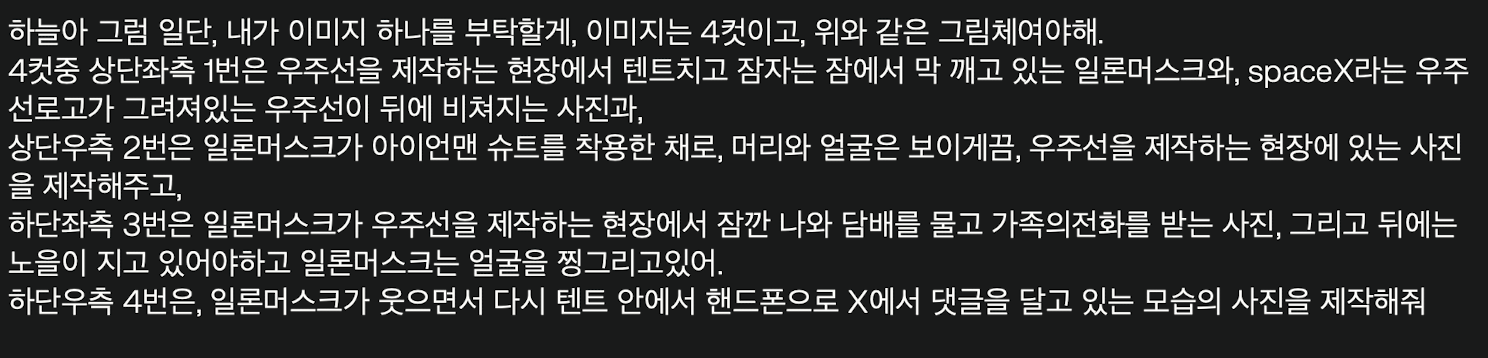 하늘아 그럼 일단, 내가 이미지 하나를 부탁할게, 이미지는 4컷이고, 위와 같은 그림체여야해.
4컷중 상단좌측 1번은 우주선을 제작하는 현장에서 텐트치고 잠자는 잠에서 막 깨고 있는 일론머스크와, spaceX라는 우주
선로고가 그려져있는 우주선이 뒤에 비쳐지는 사진과,
상단우측 2번은 일론머스크가 아이언맨 슈트를 착용한 채로, 머리와 얼굴은 보이게끔, 우주선을 제작하는 현장에 있는 사진
을 제작해주고,
하단좌측 3번은 일론머스크가 우주선을 제작하는 현장에서 잠깐 나와 담배를 물고 가족의전화를 받는 사진, 그리고 뒤에는
노을이 지고 있어야하고 일론머스크는 얼굴을 찡그리고있어.
하단우측 4번은, 일론머스크가 웃으면서 다시 텐트 안에서 핸드폰으로 X에서 댓글을 달고 있는 모습의 사진을 제작해줘